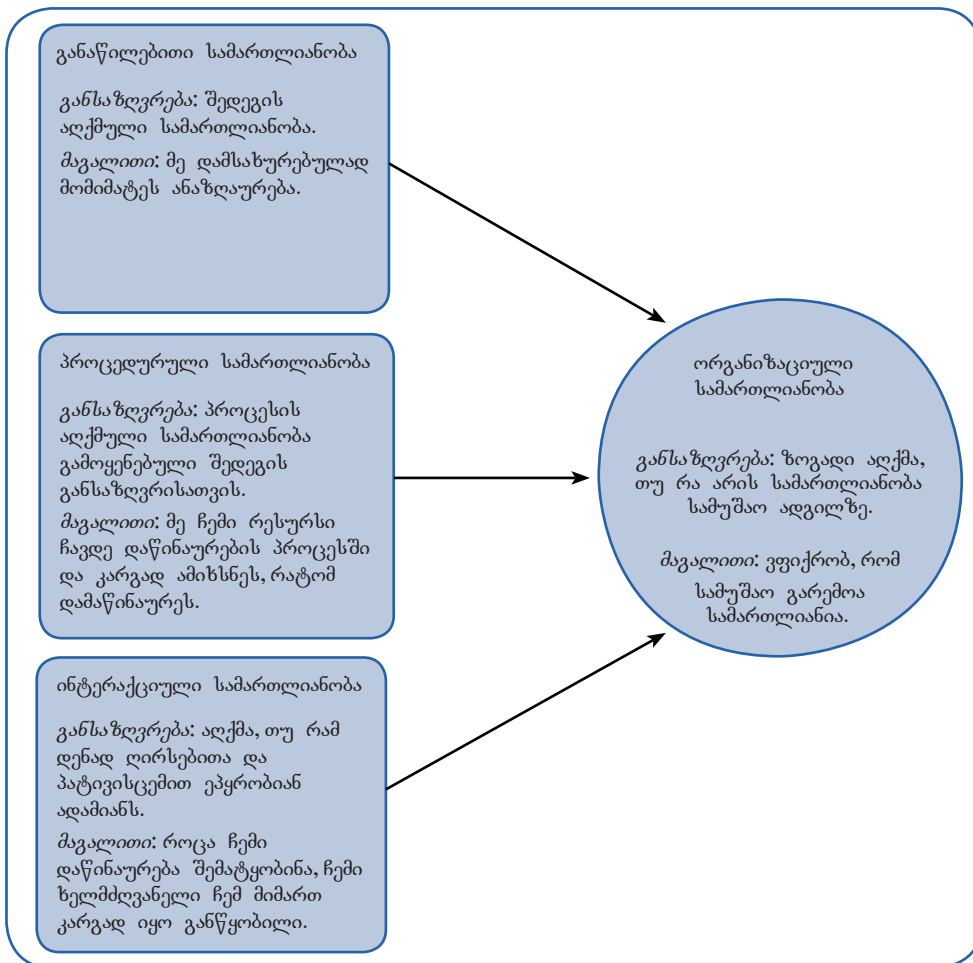 განაწილებითი სამართლიანობა
განსაზღვრება: შედეგის
აღქმული სამართლიანობა.
მაგალითი: მე დამსახურებულად
მომიმატეს ანაზღაურება.
პროცედურული სამართლიანობა
განსაზღვრება: პროცესის
აღქმული სამართლიანობა
გამოყენებული შედეგის
განსაზღვრისათვის.
მაგალითი: მე ჩემი რესურსი
ჩავდე დაწინაურების პროცესში
და კარგად ამიხსნეს, რატომ
დამაწინაურეს.
ინტერაქციული სამართლიანობა
განსაზღვრება: აღქმა, თუ რამ
დენად ღირსებითა და
პატივისცემით ეპყრობიან
ადამიანს.
მაგალითი: როცა ჩემი
დაწინაურება შემატყობინა, ჩემი
ხელმძღვანელი ჩემ მიმართ
კარგად იყო განწყობილი.
ორგანიზაციული
სამართლიანობა
განსაზღვრება: ზოგადი აღქმა,
თუ რა არის სამართლიანობა
სამუშაო ადგილზე.
მაგალითი: ვფიქრობ, რომ
სამუშაო გარემოა
სამართლიანია.